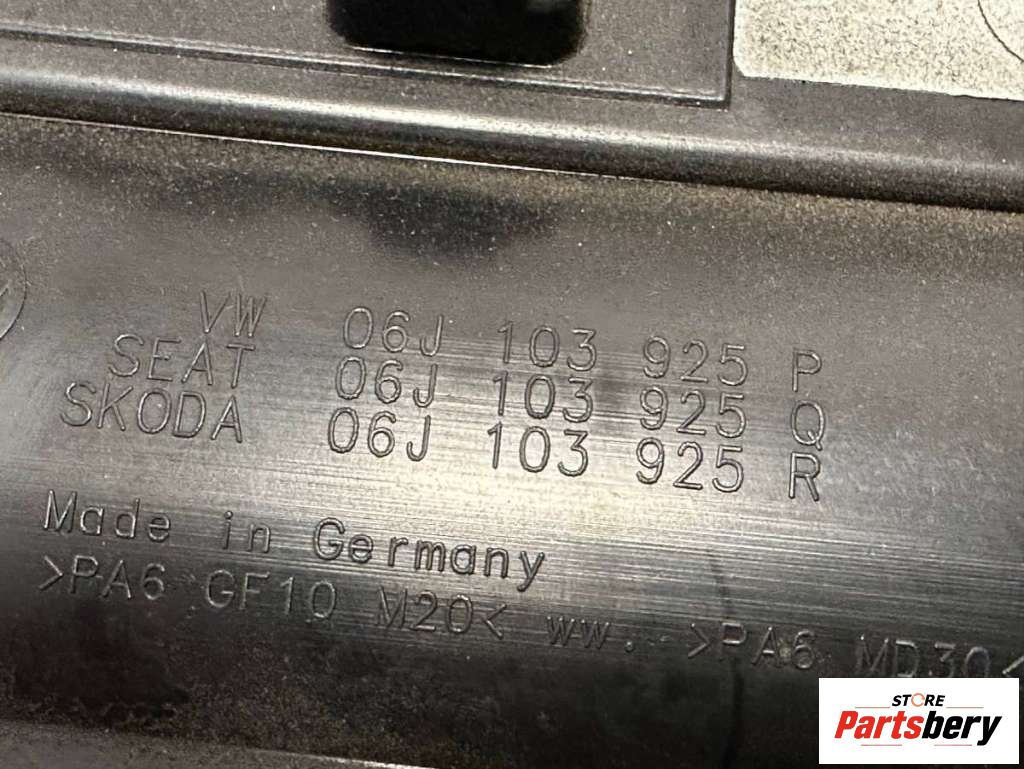 VW 06J 103 925 P
SEAT 06J 103 925 Q
SKODA 06J 103 925 R
Made in Germany
>PA6 GF10 M20< ww. >PA6 MD30<
STORE
Partsbery